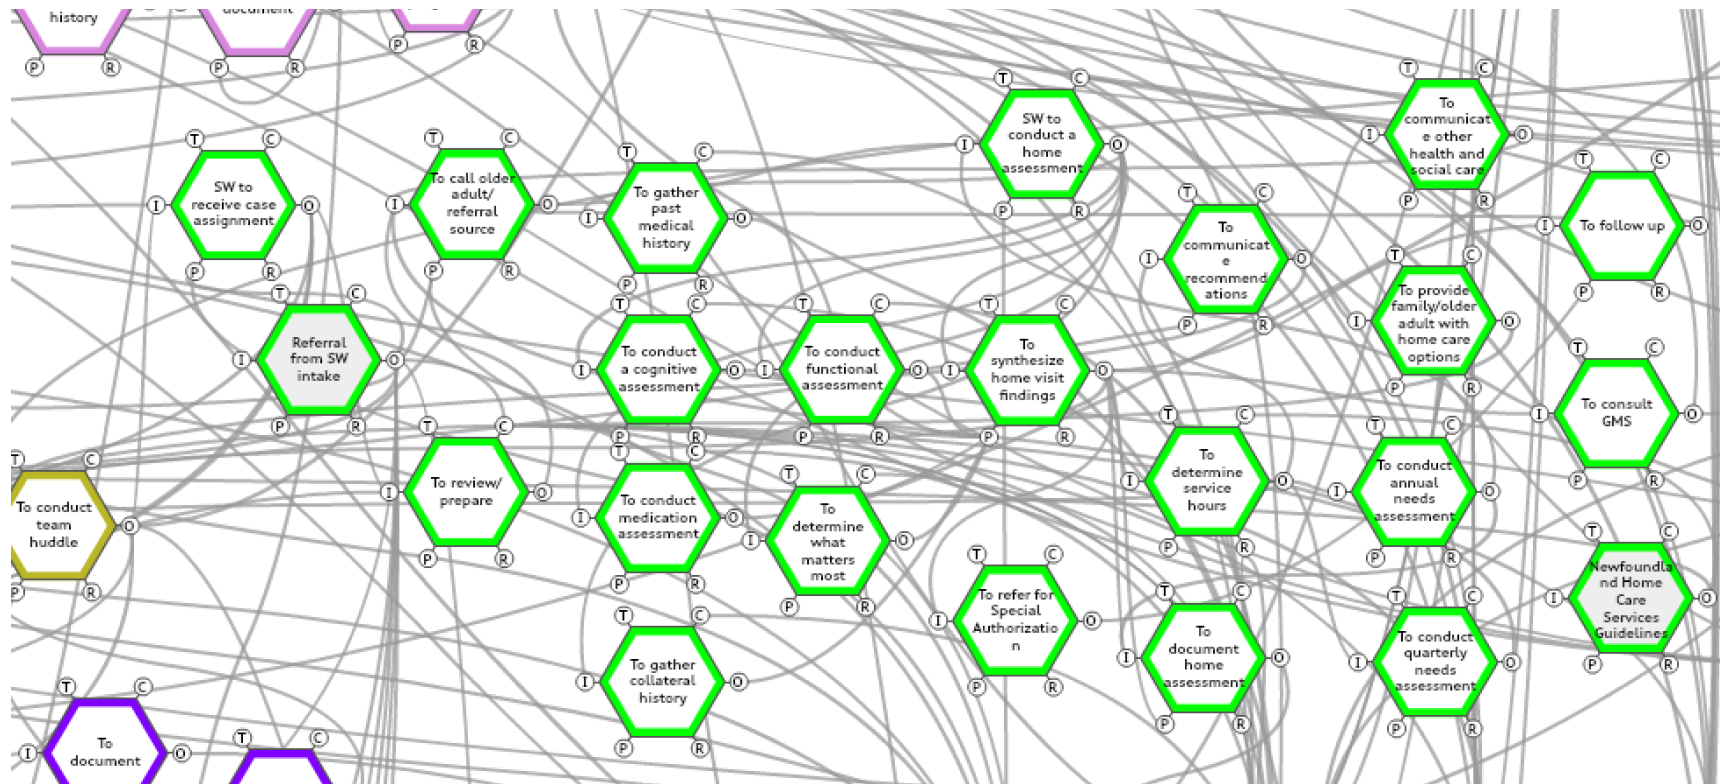 history
document
P
R
P
R
P
R
T
C
SW to
receive case
assignment
I
O
P
R
T
C
To call older
adult/
referral
source
I
O
P
R
T
C
To gather
past
medical
history
I
O
P
R
T
C
SW to
conduct a
home
assessment
I
O
P
R
T
C
To
communicat
e other
health and
social care
I
O
P
R
T
C
To
communicat
e
recommend
ations
I
O
P
R
T
C
To follow up
I
O
P
R
T
C
Referral
from SW
intake
I
O
P
R
T
C
To conduct
a cognitive
assessment
I
O
P
R
T
C
To conduct
functional
assessment
I
O
P
R
T
C
To
synthesize
home visit
findings
I
O
P
R
T
C
To provide
family/older
adult with
home care
options
I
O
P
R
T
C
To consult
GMS
I
O
P
R
T
C
To conduct
team
huddle
O
P
R
T
C
To review/
prepare
I
O
P
R
T
C
To conduct
medication
assessment
I
O
P
R
T
C
To
determine
what
matters
most
I
O
P
R
T
C
To
determine
service
hours
I
O
P
R
T
C
To conduct
annual
needs
assessment
I
O
P
R
T
C
To refer for
Special
Authorizatio
n
I
O
P
R
T
C
To
document
home
assessment
I
O
P
R
T
C
To conduct
quarterly
needs
assessment
I
O
P
R
T
C
Newfoundla
nd Home
Care
Services
Guidelines
I
O
P
R
T
C
To gather
collateral
history
I
O
P
R
T
C
To
document
I
O
T
C